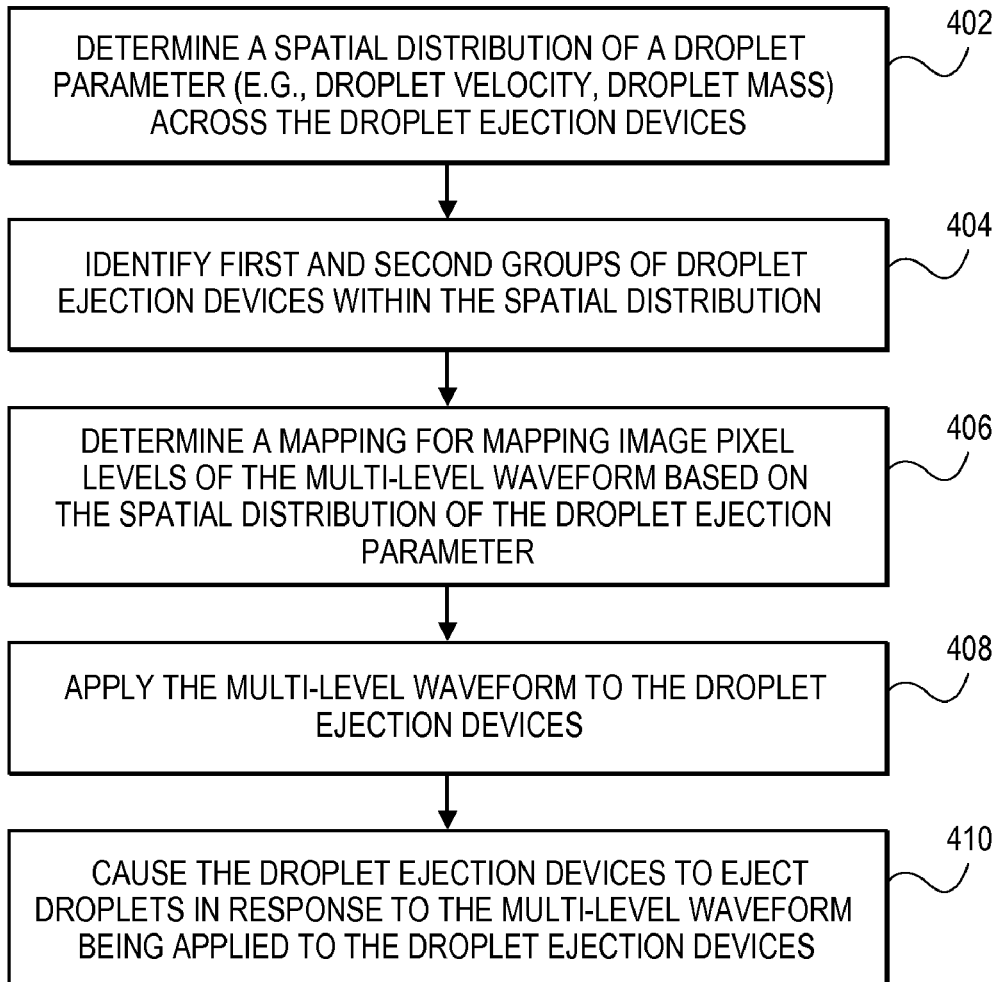 402
DETERMINE A SPATIAL DISTRIBUTION OF A DROPLET
PARAMETER (E.G., DROPLET VELOCITY, DROPLET MASS)
ACROSS THE DROPLET EJECTION DEVICES
404
IDENTIFY FIRST AND SECOND GROUPS OF DROPLET
EJECTION DEVICES WITHIN THE SPATIAL DISTRIBUTION
406
DETERMINE A MAPPING FOR MAPPING IMAGE PIXEL
LEVELS OF THE MULTI-LEVEL WAVEFORM BASED ON
THE SPATIAL DISTRIBUTION OF THE DROPLET EJECTION
PARAMETER
408
APPLY THE MULTI-LEVEL WAVEFORM TO THE DROPLET
EJECTION DEVICES
410
CAUSE THE DROPLET EJECTION DEVICES TO EJECT
DROPLETS IN RESPONSE TO THE MULTI-LEVEL WAVEFORM
BEING APPLIED TO THE DROPLET EJECTION DEVICES